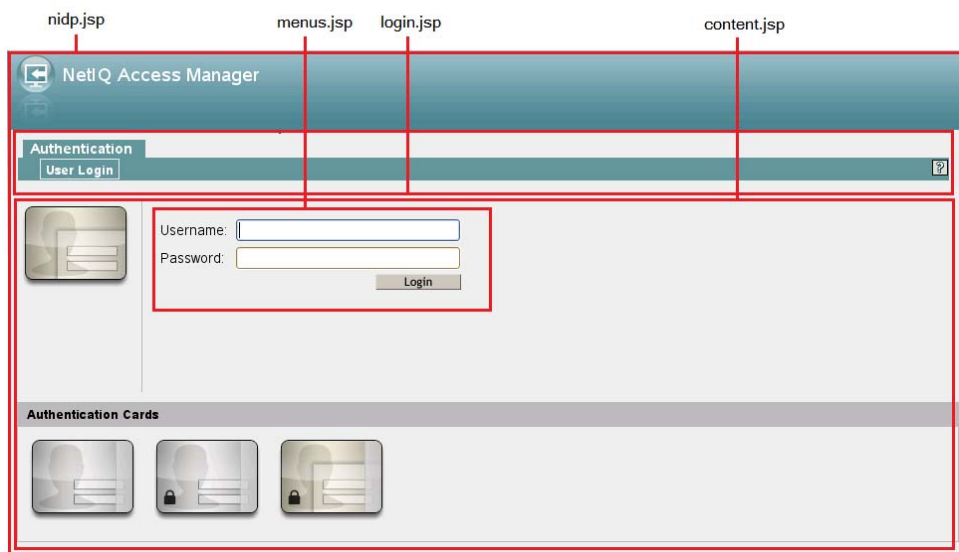 nidp.jsp menus.jsp login.jsp content.jsp
NetIQ Access Manager
Authentication
User Login ?
Username:
Password:
Login
Authentication Cards